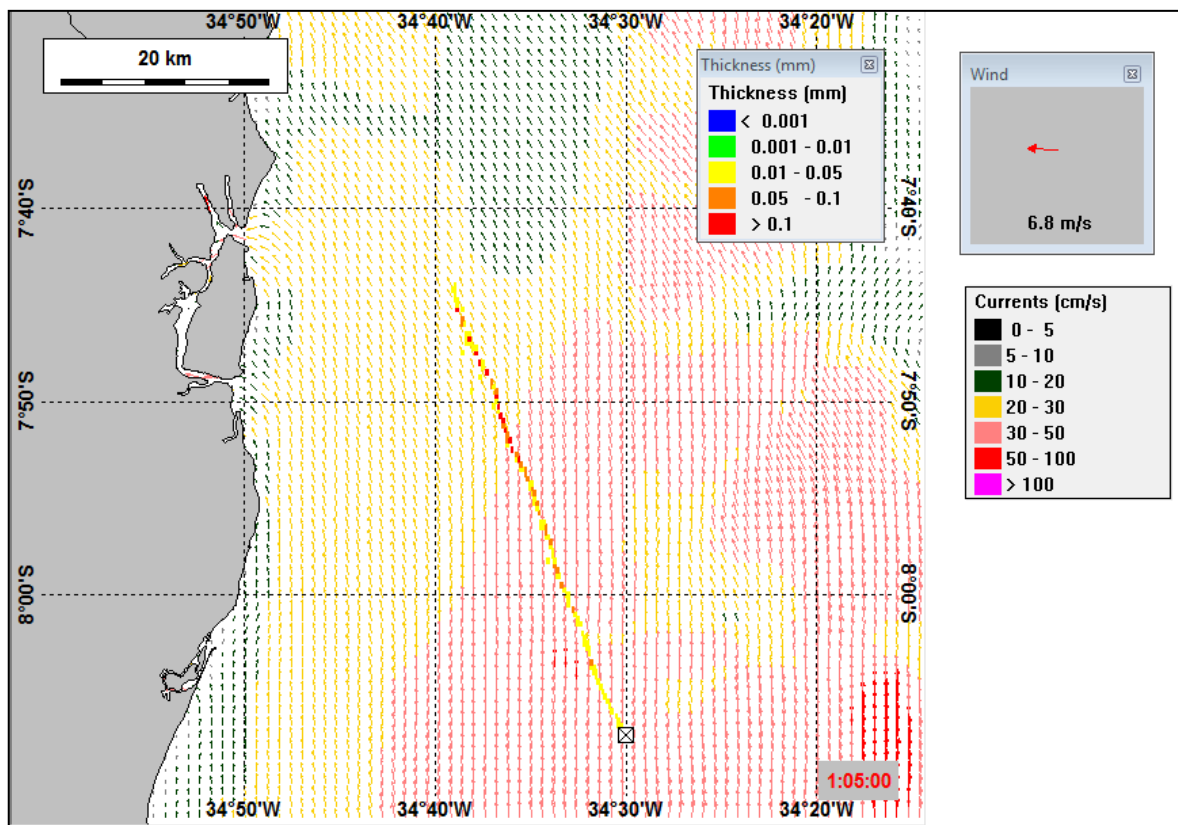 34°50'W 34°40'W 34°30'W 34°20'W
20 km
Thickness (mm)
Thickness (mm)
< 0.001
0.001 - 0.01
0.01 - 0.05
0.05 - 0.1
> 0.1
Wind
6.8 m/s
7°40'S 7°40'S
Currents (cm/s)
0 - 5
5 - 10
10 - 20
20 - 30
30 - 50
50 - 100
> 100
7°50'S 7°50'S
8°00'S 8°00'S
1:05:00
34°50'W 34°40'W 34°30'W 34°20'W